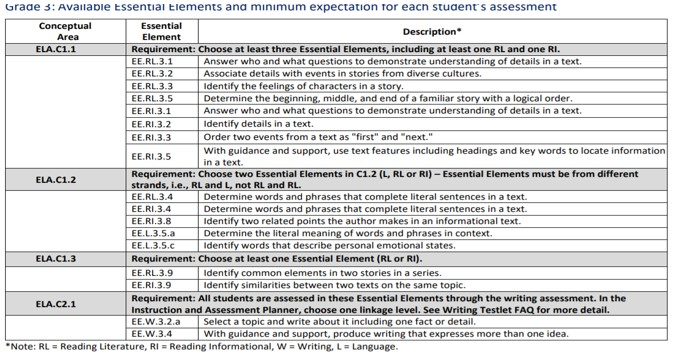 Grade 3: Available Essential Elements and minimum expectation for each student's assessment
Conceptual Area Essential Element Description*
ELA.C1.1 Requirement: Choose at least three Essential Elements, including at least one RL and one RI.
EE.RL.3.1 Answer who and what questions to demonstrate understanding of details in a text.
EE.RL.3.2 Associate details with events in stories from diverse cultures.
EE.RL.3.3 Identify the feelings of characters in a story.
EE.RL.3.5 Determine the beginning, middle, and end of a familiar story with a logical order.
EE.RI.3.1 Answer who and what questions to demonstrate understanding of details in a text.
EE.RI.3.2 Identify details in a text.
EE.RI.3.3 Order two events from a text as "first" and "next."
EE.RI.3.5 With guidance and support, use text features including headings and key words to locate information
in a text.
ELA.C1.2 Requirement: Choose two Essential Elements in C1.2 (L, RL or RI) – Essential Elements must be from different
strands, i.e., RL and L, not RL and RL.
EE.RL.3.4 Determine words and phrases that complete literal sentences in a text.
EE.RI.3.4 Determine words and phrases that complete literal sentences in a text.
EE.RI.3.8 Identify two related points the author makes in an informational text.
EE.L.3.5.a Determine the literal meaning of words and phrases in context.
EE.L.3.5.c Identify words that describe personal emotional states.
ELA.C1.3 Requirement: Choose at least one Essential Element (RL or RI).
EE.RL.3.9 Identify common elements in two stories in a series.
EE.RI.3.9 Identify similarities between two texts on the same topic.
ELA.C2.1 Requirement: All students are assessed in these Essential Elements through the writing assessment. In the
Instruction and Assessment Planner, choose one linkage level. See Writing Testlet FAQ for more detail.
EE.W.3.2.a Select a topic and write about it including one fact or detail.
EE.W.3.4 With guidance and support, produce writing that expresses more than one idea.
*Note: RL = Reading Literature, RI = Reading Informational, W = Writing, L = Language.